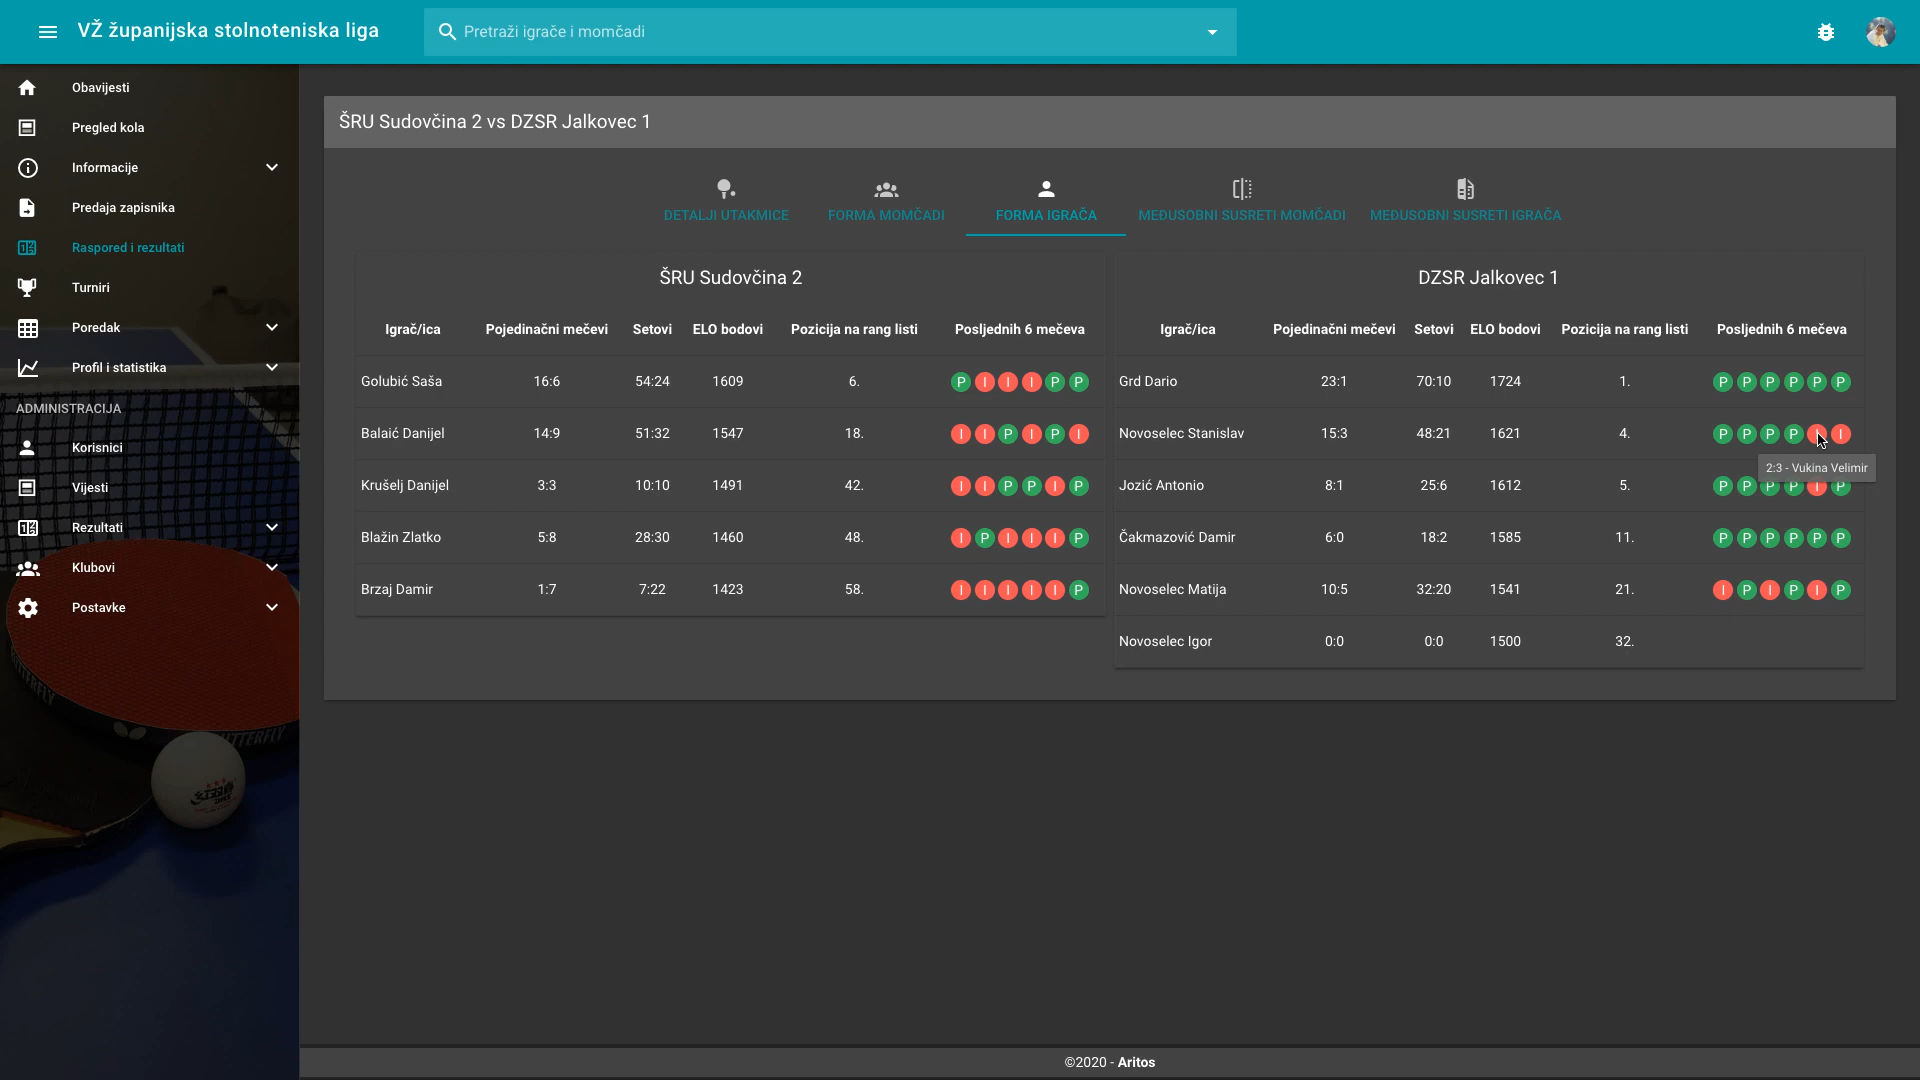 VŽ županijska stolnoteniska liga
Pretraži igrače i momčadi
Obavijesti
Pregled kola
Informacije
Predaja zapisnika
Raspored i rezultati
Turniri
Poredak
Profil i statistika
ADMINISTRACIJA
Korisnici
Vijesti
Rezultati
Klubovi
Postavke
ŠRU Sudovčina 2 vs DZSR Jalkovec 1
DETALJI UTAKMICE FORMA MOMČADI FORMA IGRAČA MEĐUSOBNI SUSRETI MOMČADI MEĐUSOBNI SUSRETI IGRAČA
ŠRU Sudovčina 2
Igrač/ica Pojedinačni mečevi Setovi ELO bodovi Pozicija na rang listi Posljednih 6 mečeva
Golubić Saša 16:6 54:24 1609 6. P I I I P P
Balaić Danijel 14:9 51:32 1547 18. I I P I P I
Krušelj Danijel 3:3 10:10 1491 42. I I P P I P
Blažin Zlatko 5:8 28:30 1460 48. I P I I I P
Brzaj Damir 1:7 7:22 1423 58. I I I I I P
DZSR Jalkovec 1
Igrač/ica Pojedinačni mečevi Setovi ELO bodovi Pozicija na rang listi Posljednih 6 mečeva
Grd Dario 23:1 70:10 1724 1. P P P P P P
Novoselec Stanislav 15:3 48:21 1621 4. P P P P I I
2:3 - Vukina Velimir
Jozić Antonio 8:1 25:6 1612 5. P P P P I P
Čakmazović Damir 6:0 18:2 1585 11. P P P P P P
Novoselec Matija 10:5 32:20 1541 21. I P I P I P
Novoselec Igor 0:0 0:0 1500 32.
©2020 - Aritos